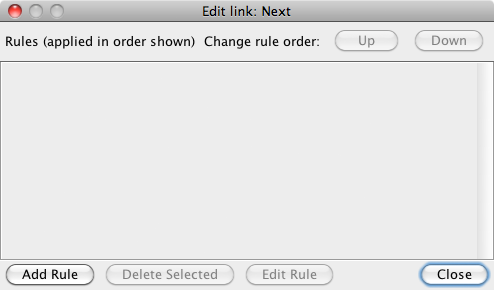 Edit link: Next
Rules (applied in order shown) Change rule order: Up Down
Add Rule Delete Selected Edit Rule Close